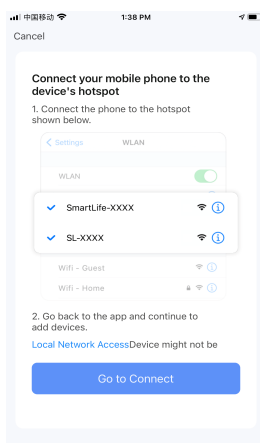 中国移动 1:38 PM
Cancel
Connect your mobile phone to the
device's hotspot
1. Connect the phone to the hotspot
shown below.
Settings WLAN
WLAN
SmartLife-XXXX
SL-XXXX
Wifi - Guest
Wifi - Home
2. Go back to the app and continue to
add devices.
Local Network AccessDevice might not be
Go to Connect